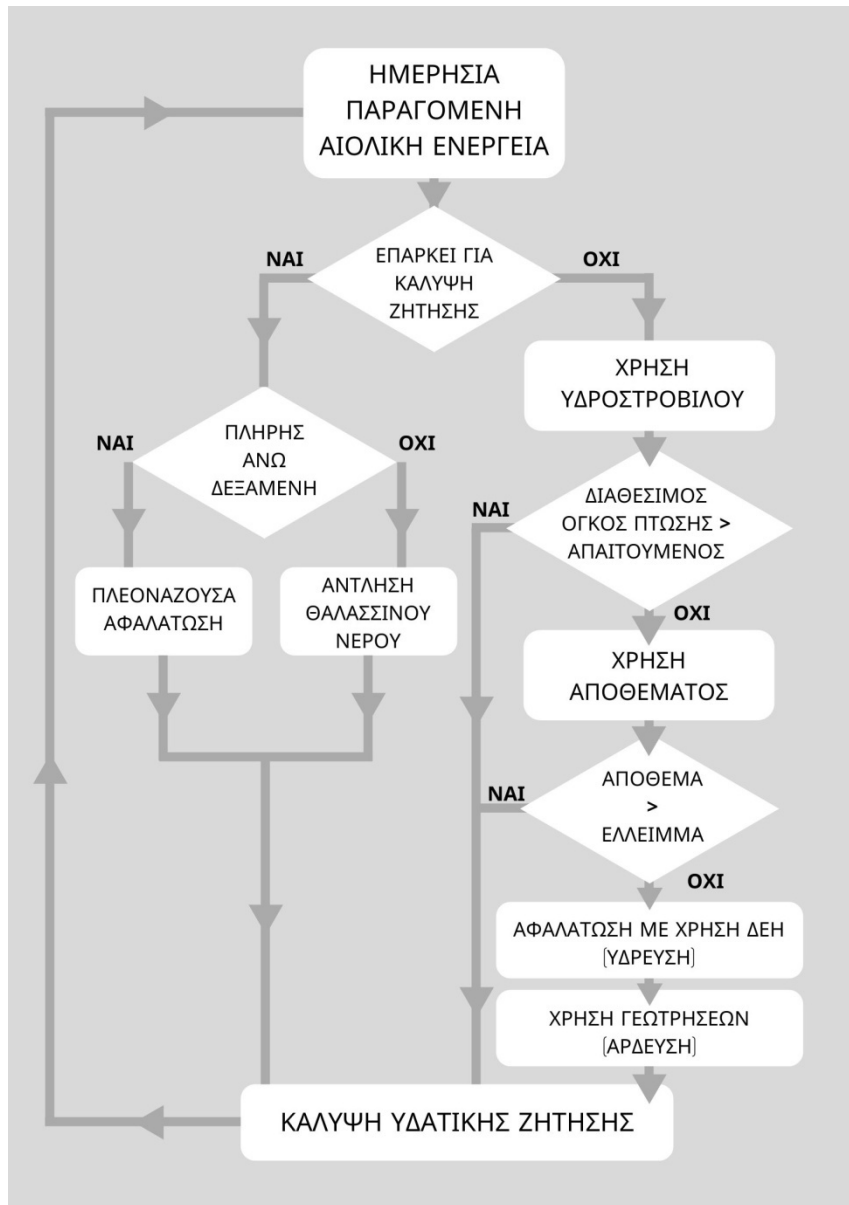 ΗΜΕΡΗΣΙΑ
ΠΑΡΑΓΟΜΕΝΗ
ΑΙΟΛΙΚΗ ΕΝΕΡΓΕΙΑ
ΕΠΑΡΚΕΙ ΓΙΑ
ΚΑΛΥΨΗ
ΖΗΤΗΣΗΣ
ΝΑΙ
ΟΧΙ
ΧΡΗΣΗ
ΥΔΡΟΣΤΡΟΒΙΛΟΥ
ΠΛΗΡΗΣ
ΑΝΩ
ΔΕΞΑΜΕΝΗ
ΝΑΙ
ΟΧΙ
ΔΙΑΘΕΣΙΜΟΣ
ΟΓΚΟΣ ΠΤΩΣΗΣ >
ΑΠΑΙΤΟΥΜΕΝΟΣ
ΝΑΙ
ΟΧΙ
ΠΛΕΟΝΑΖΟΥΣΑ
ΑΦΑΛΑΤΩΣΗ
ΑΝΤΛΗΣΗ
ΘΑΛΑΣΣΙΝΟΥ
ΝΕΡΟΥ
ΧΡΗΣΗ
ΑΠΟΘΕΜΑΤΟΣ
ΑΠΟΘΕΜΑ
>
ΕΛΛΕΙΜΜΑ
ΝΑΙ
ΟΧΙ
ΑΦΑΛΑΤΩΣΗ ΜΕ ΧΡΗΣΗ ΔΕΗ
(ΥΔΡΕΥΣΗ)
ΧΡΗΣΗ ΓΕΩΤΡΗΣΕΩΝ
(ΑΡΔΕΥΣΗ)
ΚΑΛΥΨΗ ΥΔΑΤΙΚΗΣ ΖΗΤΗΣΗΣ